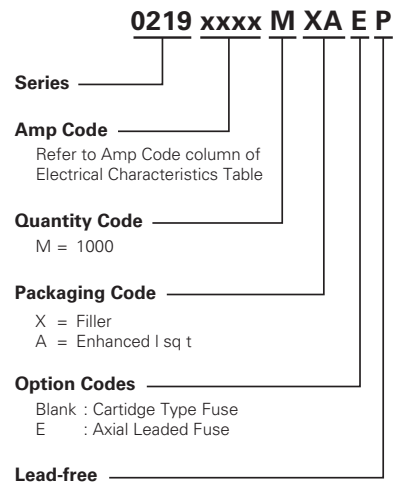 0219 xxxx M XA E P
Series
Amp Code
Refer to Amp Code column of
Electrical Characteristics Table
Quantity Code
M = 1000
Packaging Code
X = Filler
A = Enhanced I sq t
Option Codes
Blank : Cartidge Type Fuse
E : Axial Leaded Fuse
Lead-free